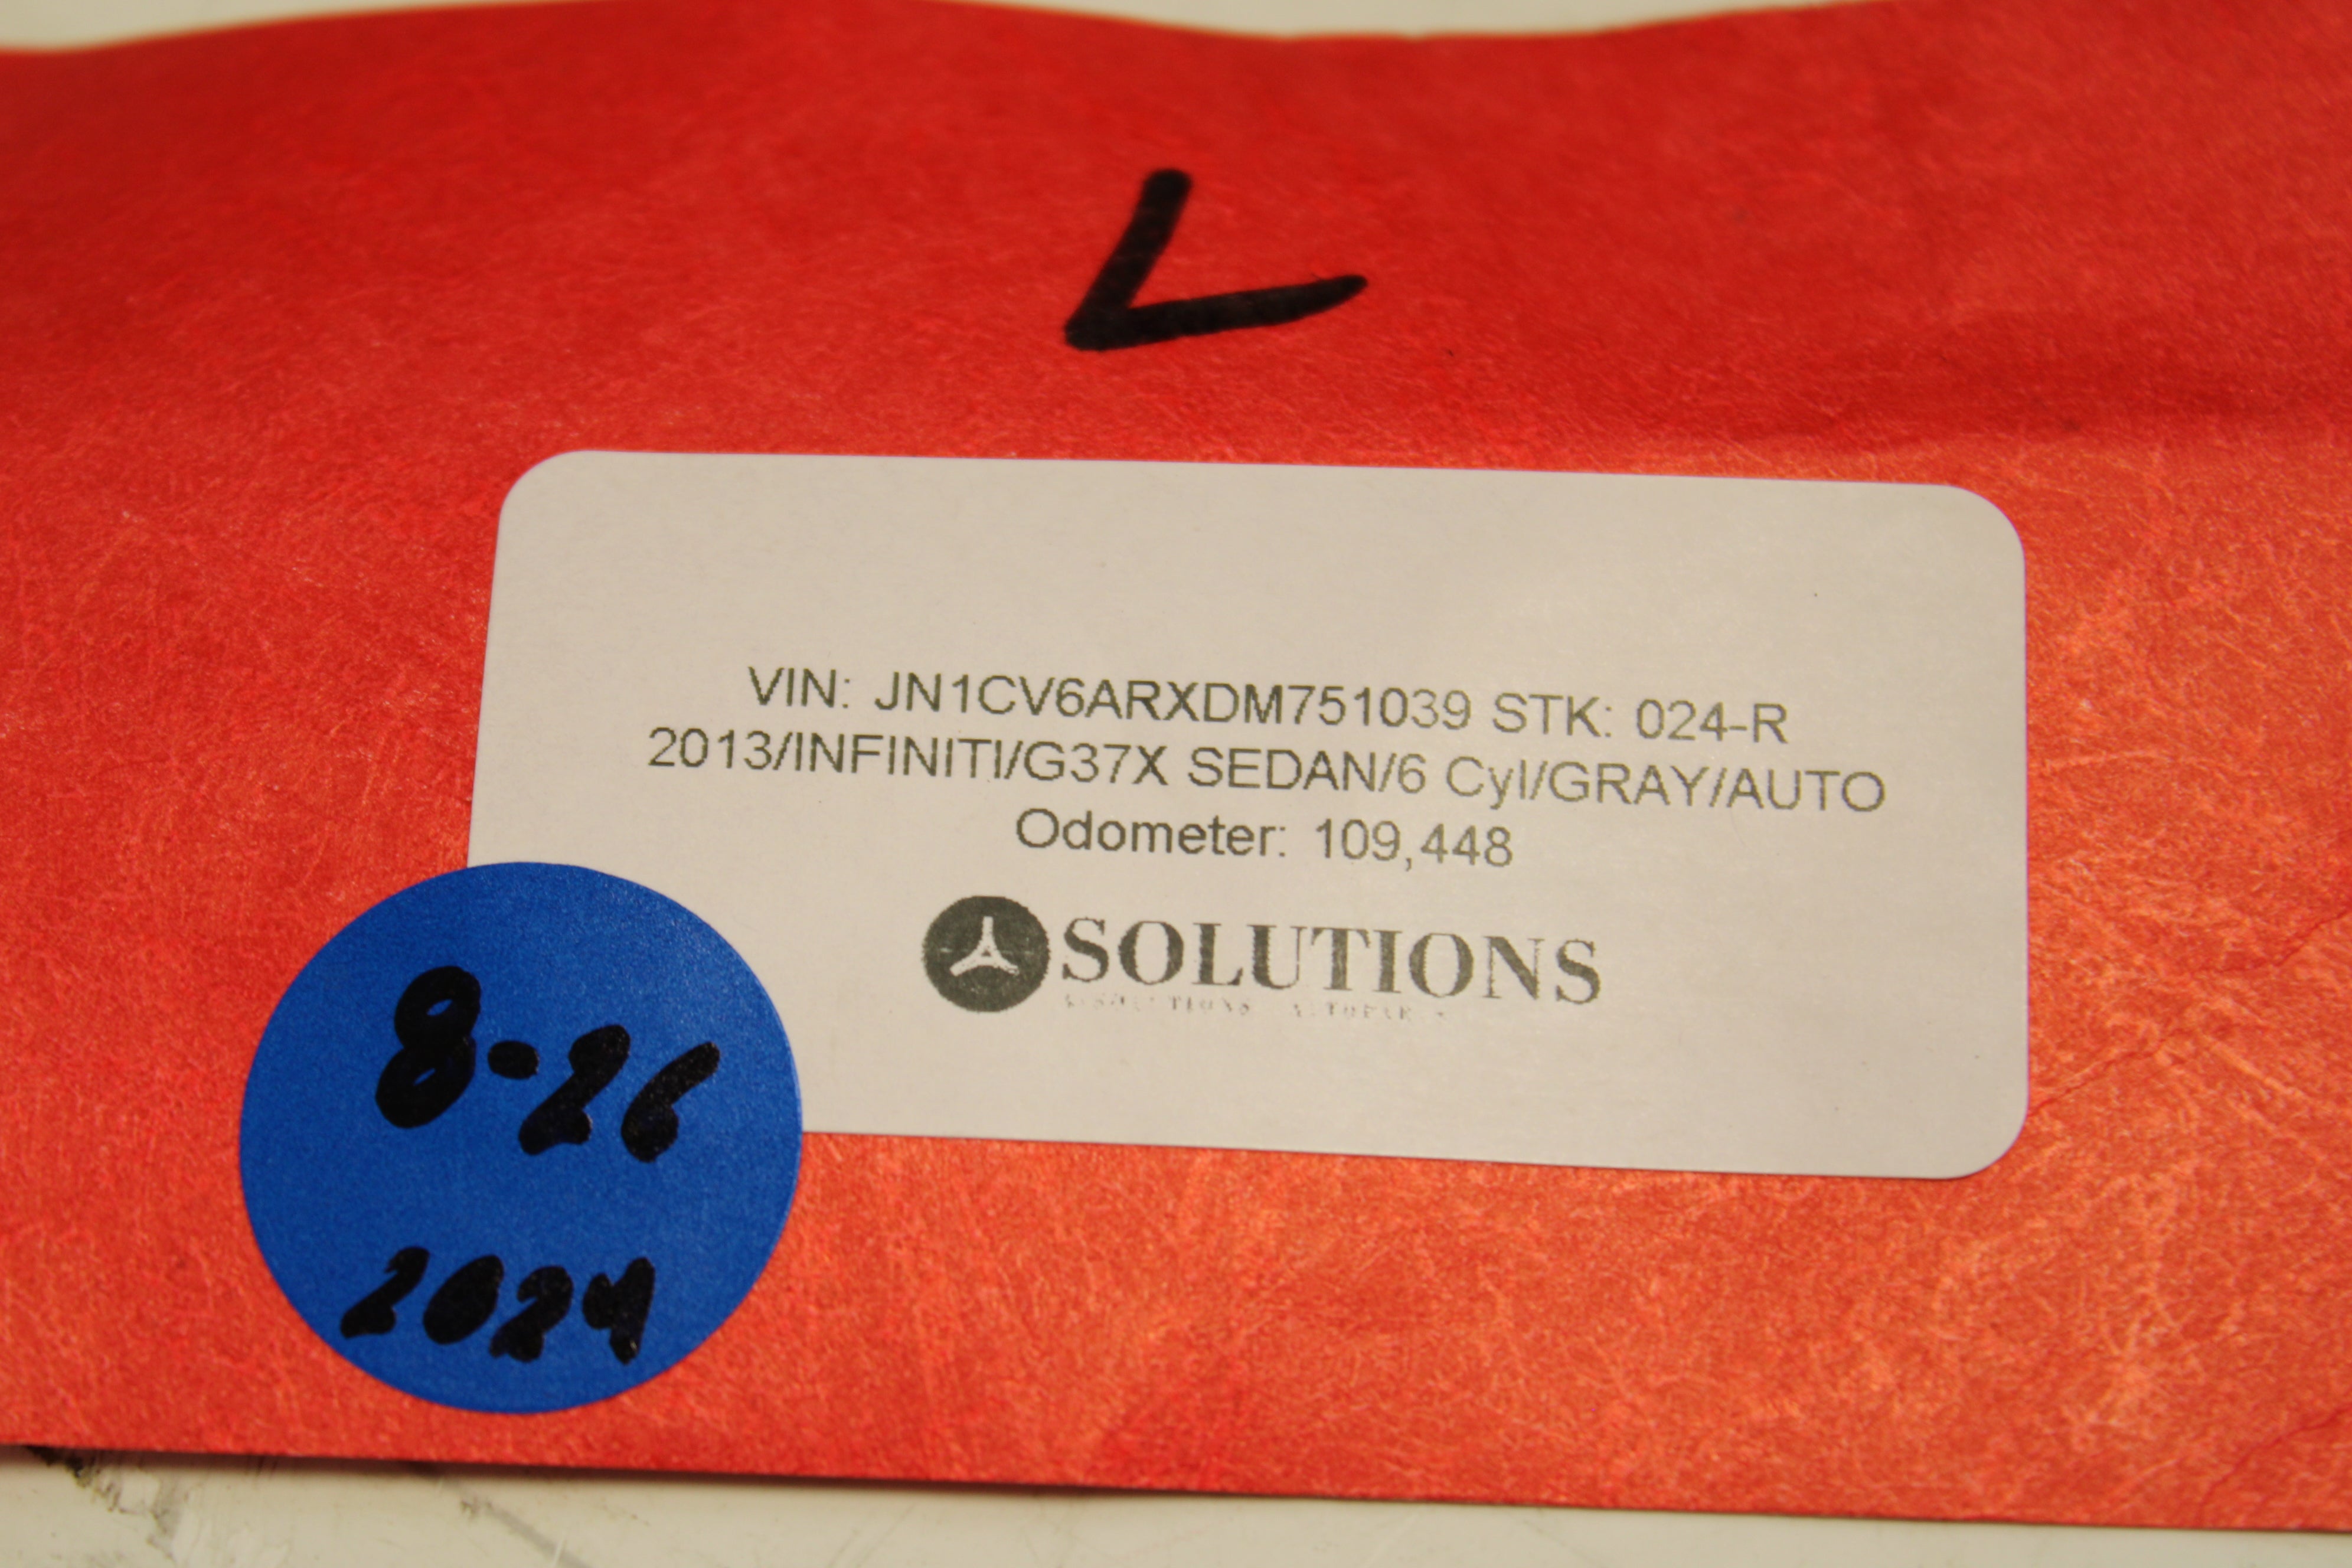 L
VIN: JN1CV6ARXDM751039 STK: 024-R
2013/INFINITI/G37X SEDAN/6 Cyl/GRAY/AUTO
Odometer: 109,448
SOLUTIONS
8-26
2024